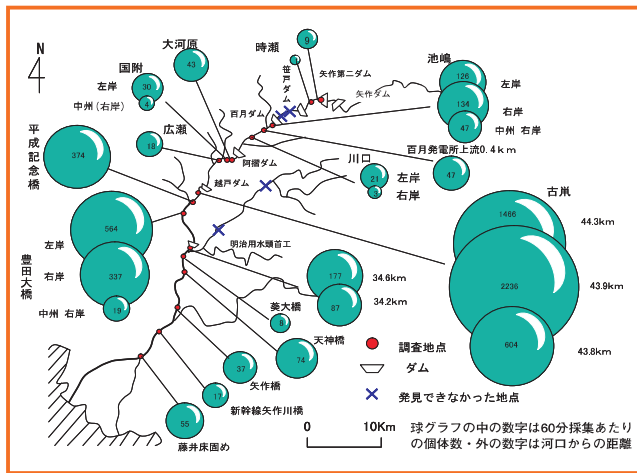 N
大河原
43
時瀬
1
9
笹戸ダム
矢作第二ダム
矢作ダム
池嶋
126
左岸
134
右岸
47
中州 右岸
国附
左岸
30
中州(右岸)
4
百月ダム
広瀬
18
阿摺ダム
百月発電所上流0.4km
47
平成記念橋
374
越戸ダム
川口
21
左岸
3
右岸
古巣
1466
44.3km
2236
43.9km
604
43.8km
564
左岸
豊田大橋
右岸
337
中州 右岸
19
明治用水頭首工
177
34.6km
87
34.2km
葵大橋
8
天神橋
74
矢作橋
37
新幹線矢作川橋
17
藤井床固め
55
調査地点
ダム
発見できなかった地点
0
10Km
球グラフの中の数字は60分採集あたり
の個体数・外の数字は河口からの距離